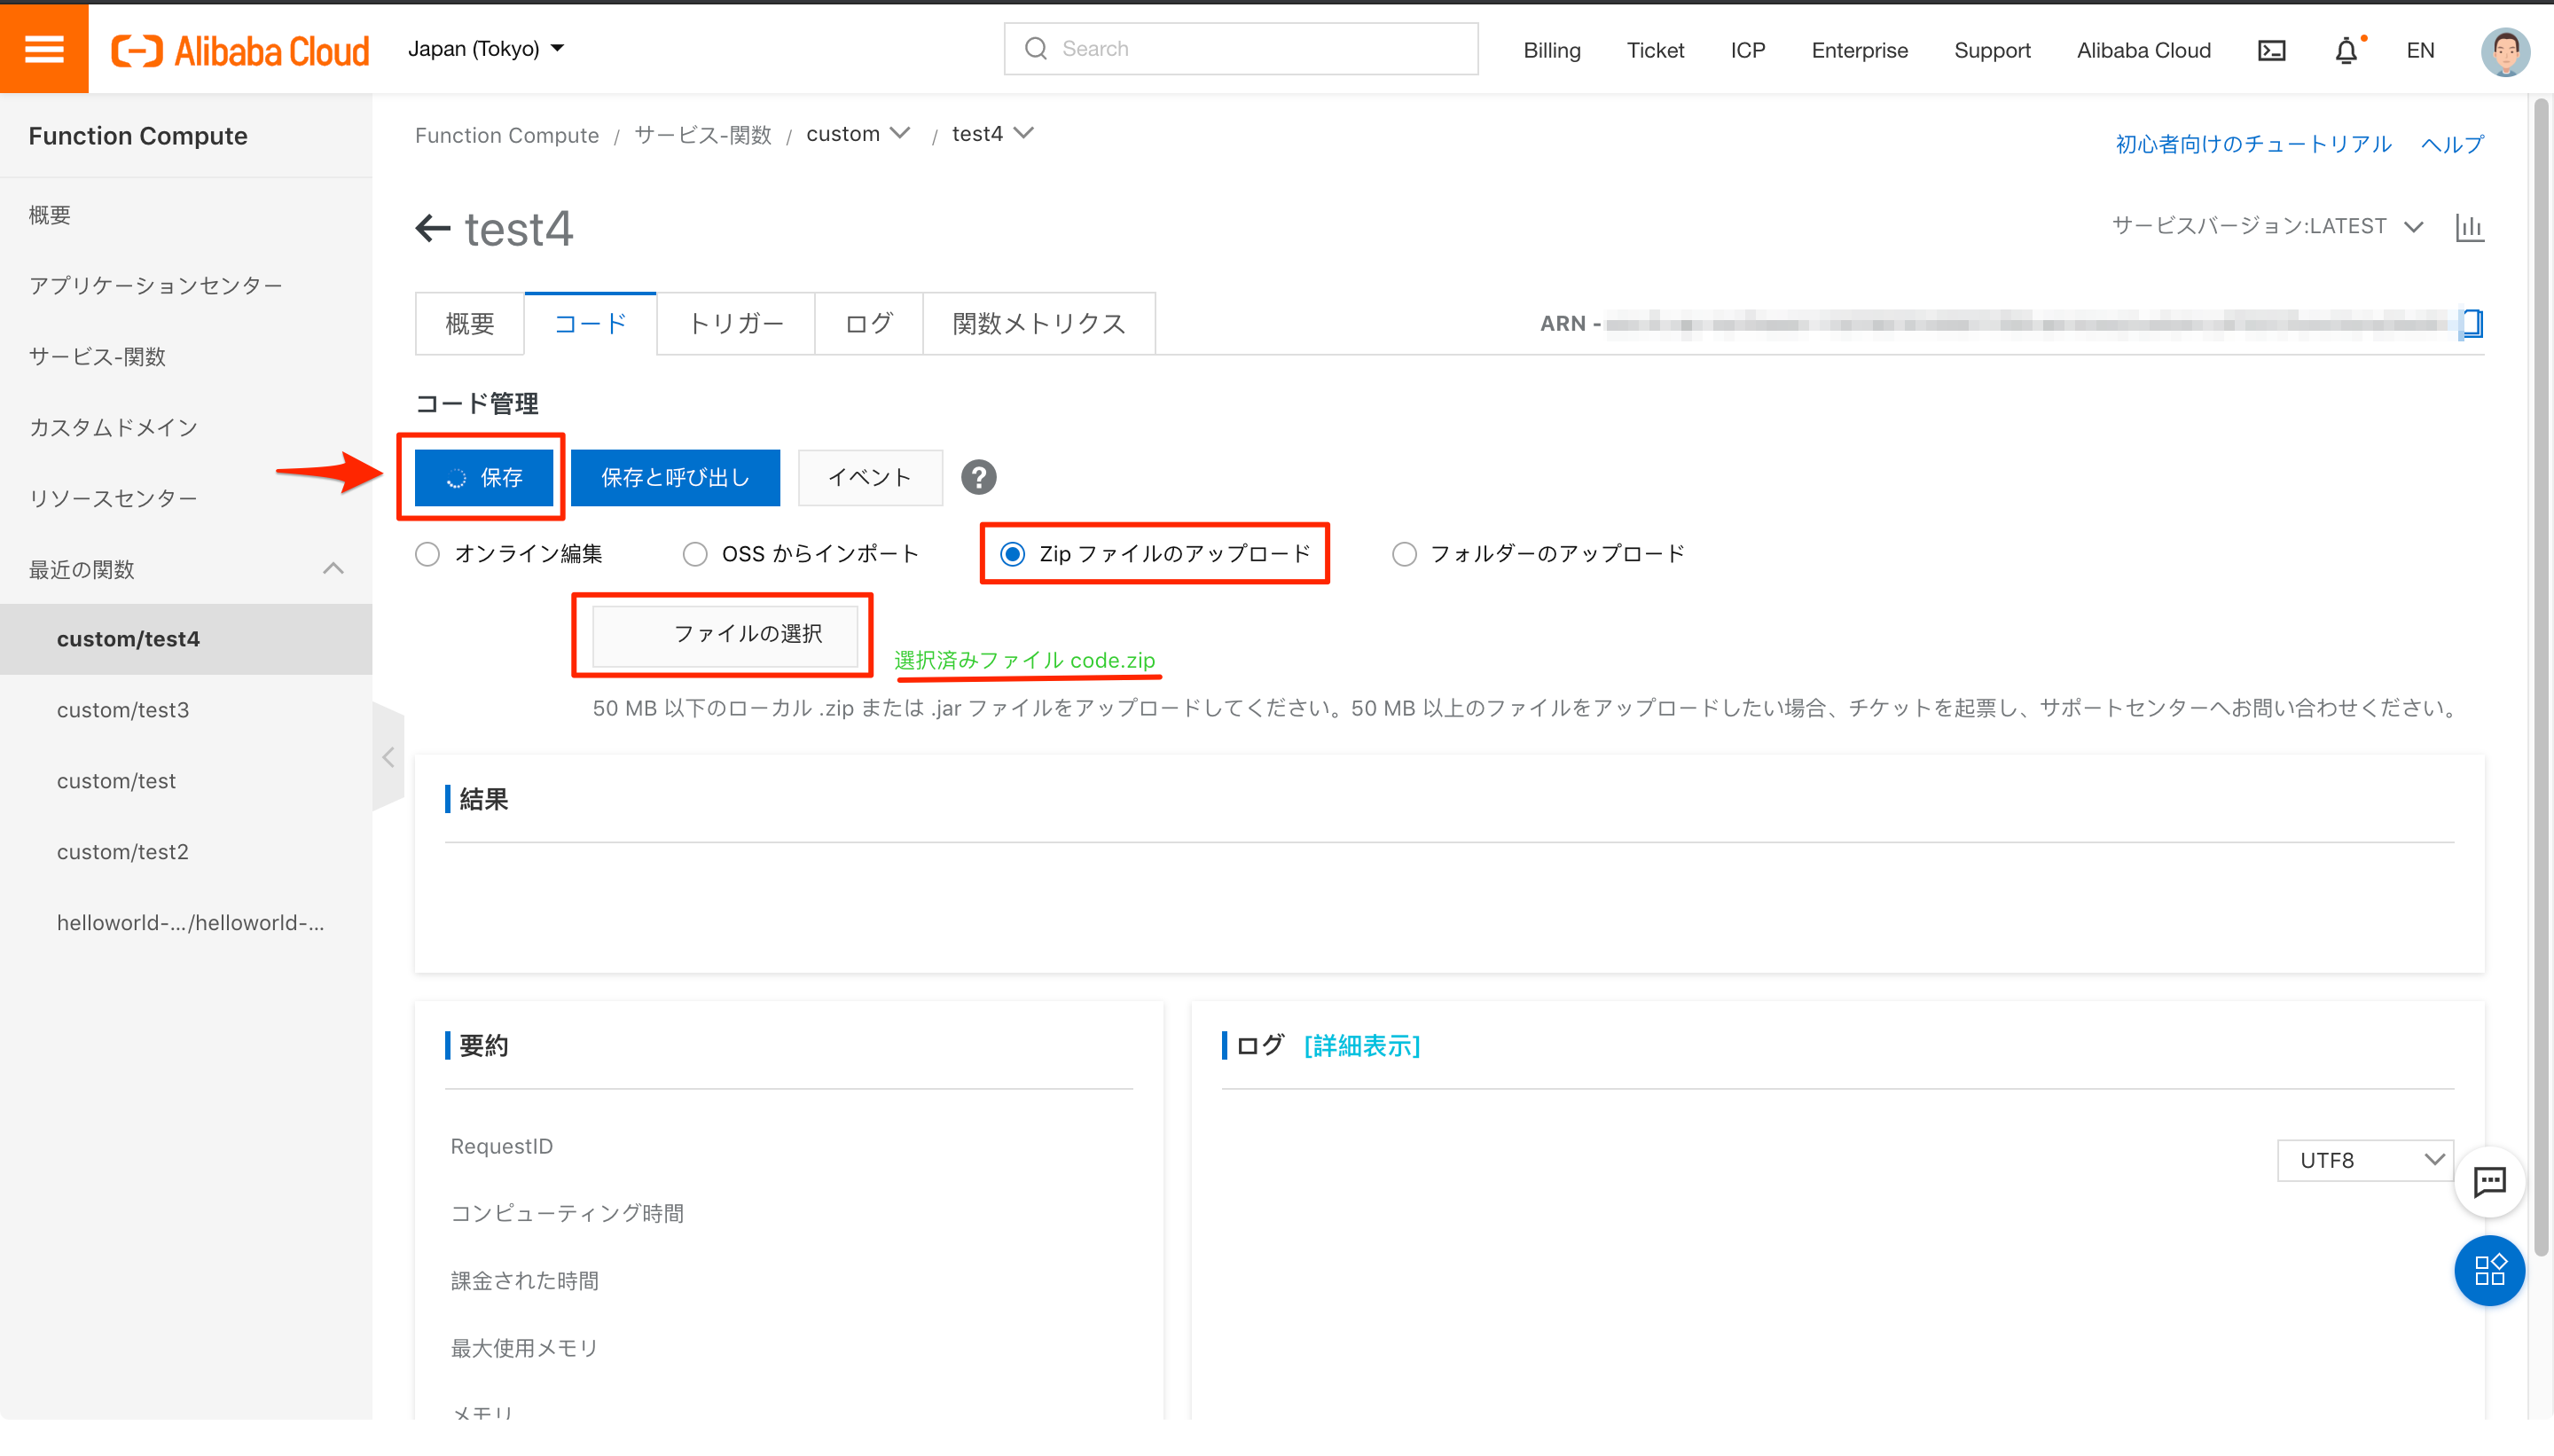 Alibaba Cloud Japan (Tokyo) Search Billing Ticket ICP Enterprise Support Alibaba Cloud EN
Function Compute
概要
アプリケーションセンター
サービス-関数
カスタムドメイン
リソースセンター
最近の関数
custom/test4
custom/test3
custom/test
custom/test2
helloworld-.../helloworld-...
Function Compute / サービス-関数 / custom / test4
初心者向けのチュートリアル ヘルプ
test4
サービスバージョン:LATEST
概要 コード トリガー ログ 関数メトリクス
ARN -
コード管理
保存 保存と呼び出し イベント ?
オンライン編集 OSS からインポート Zip ファイルのアップロード フォルダーのアップロード
ファイルの選択
選択済みファイル code.zip
50 MB 以下のローカル .zip または .jar ファイルをアップロードしてください。50 MB 以上のファイルをアップロードしたい場合、チケットを起票し、サポートセンターへお問い合わせください。
結果
要約
RequestID
コンピューティング時間
課金された時間
最大使用メモリ
メモリ
ログ [詳細表示]
UTF8